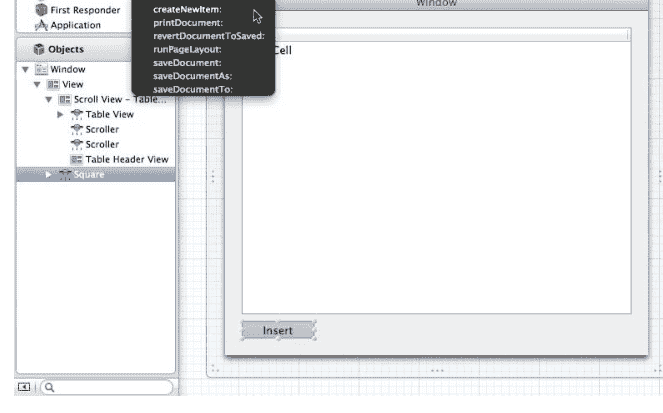 First Responder
Application
createNewItem:
printDocument:
revertDocumentToSaved:
runPageLayout:
saveDocument:
saveDocumentAs:
saveDocumentTo:
Objects
Window
View
Scroll View - Table...
Table View
Scroller
Scroller
Table Header View
Square
Window
Cell
Insert